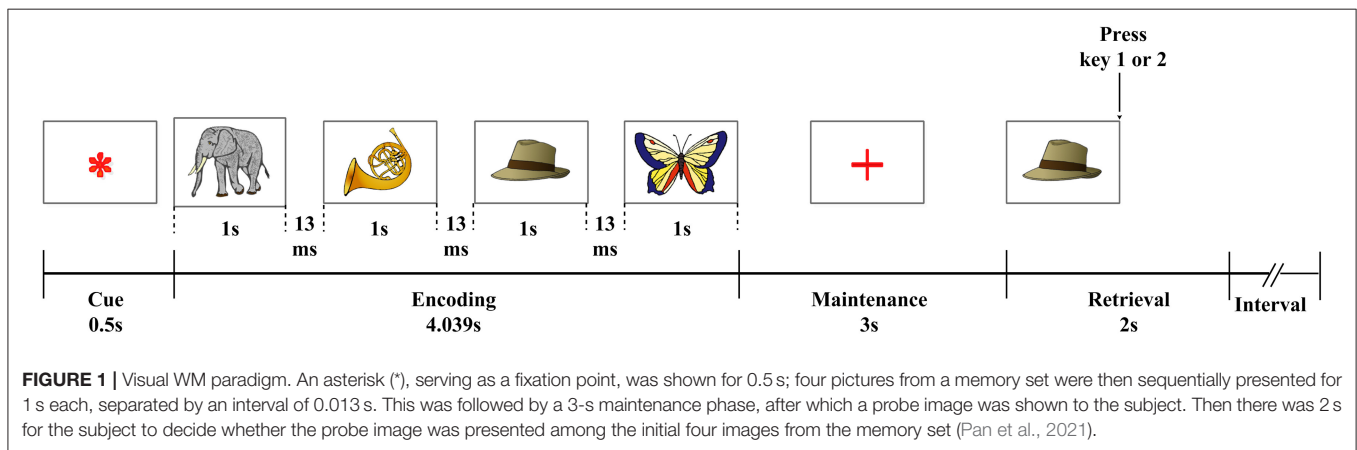 Press
key 1 or 2
*
1s 13 ms 1s 13 ms 1s 13 ms 1s
+
Cue
0.5s
Encoding
4.039s
Maintenance
3s
Retrieval
2s
Interval
FIGURE 1 | Visual WM paradigm. An asterisk (*), serving as a fixation point, was shown for 0.5 s; four pictures from a memory set were then sequentially presented for
1 s each, separated by an interval of 0.013 s. This was followed by a 3-s maintenance phase, after which a probe image was shown to the subject. Then there was 2 s
for the subject to decide whether the probe image was presented among the initial four images from the memory set (Pan et al., 2021).